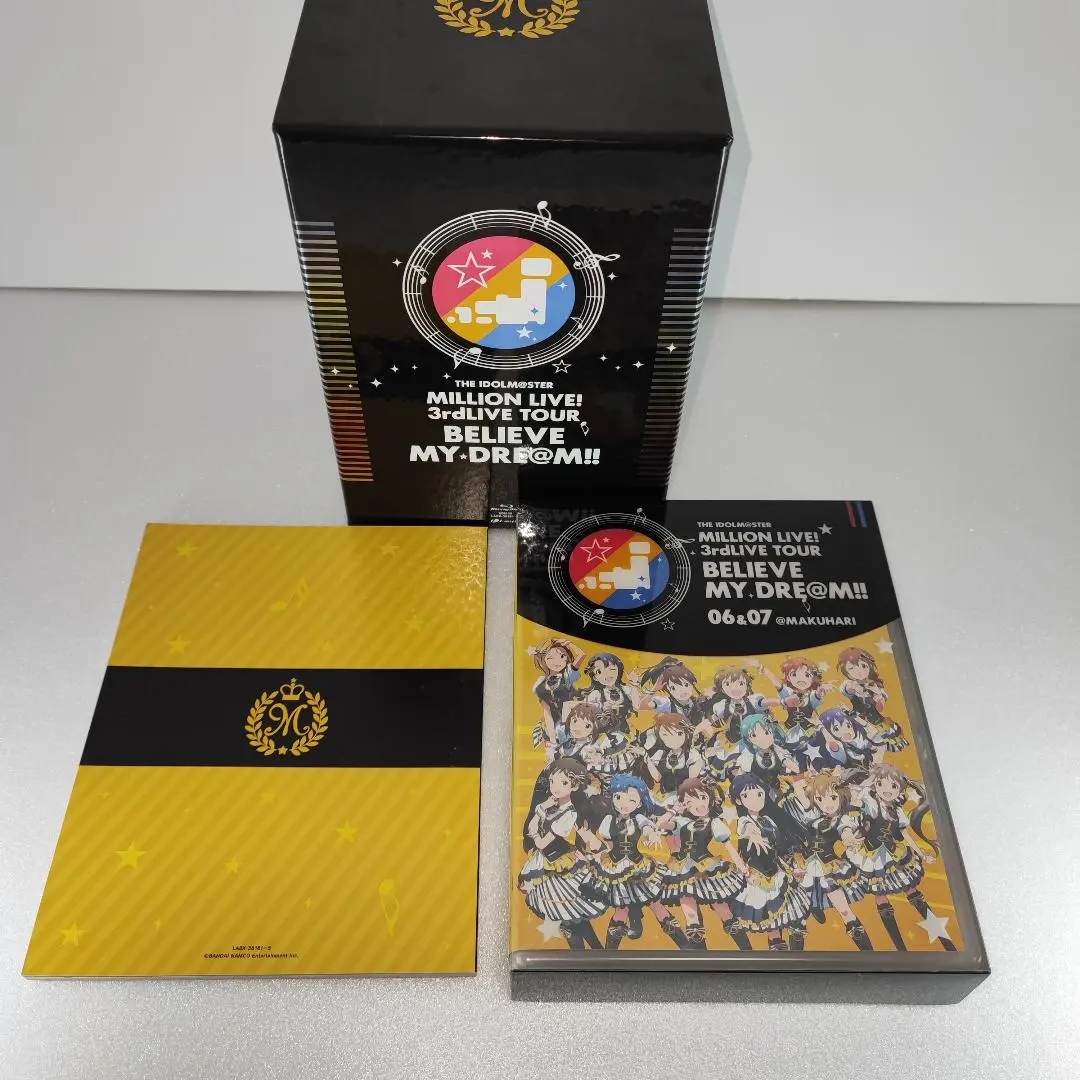 M
THE IDOLM@STER
MILLION LIVE!
3rdLIVE TOUR
BELIEVE
MY★DRE@M!!
THE IDOLM@STER
MILLION LIVE!
3rdLIVE TOUR
BELIEVE
MY DRE@M!!
06&07 @MAKUHARI
M
©BANDAI NAMCO Entertainment Inc.